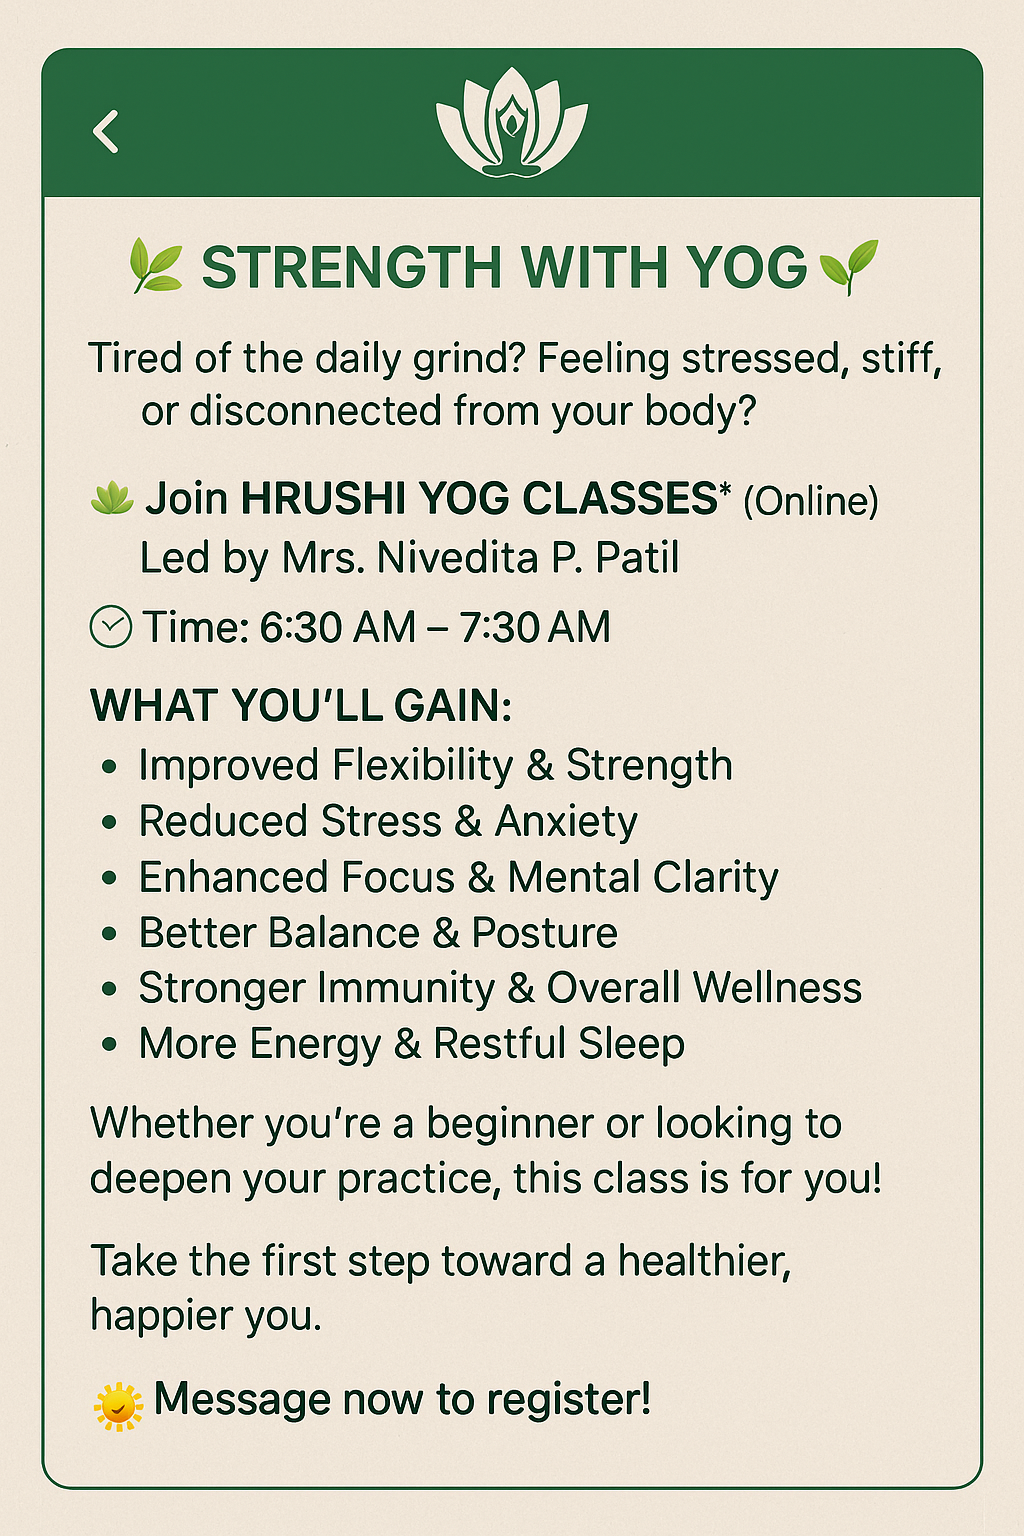 STRENGTH WITH YOG
Tired of the daily grind? Feeling stressed, stiff,
or disconnected from your body?
Join HRUSHI YOG CLASSES* (Online)
Led by Mrs. Nivedita P. Patil
Time: 6:30 AM – 7:30 AM
WHAT YOU’LL GAIN:
• Improved Flexibility & Strength
• Reduced Stress & Anxiety
• Enhanced Focus & Mental Clarity
• Better Balance & Posture
• Stronger Immunity & Overall Wellness
• More Energy & Restful Sleep
Whether you’re a beginner or looking to
deepen your practice, this class is for you!
Take the first step toward a healthier,
happier you.
Message now to register!